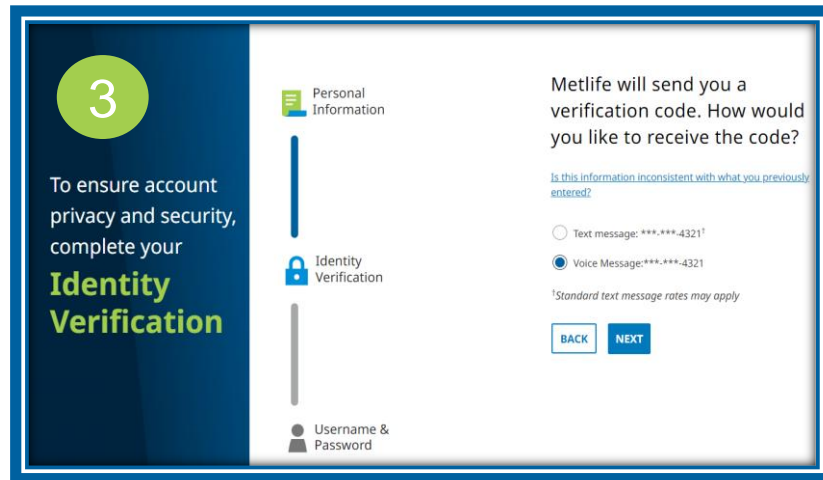 3
To ensure account
privacy and security,
complete your
Identity
Verification
Personal
Information
Identity
Verification
Username &
Password
Metlife will send you a
verification code. How would
you like to receive the code?
Is this information inconsistent with what you previously
entered?
Text message: ***-***-4321†
Voice Message:***-***-4321
†Standard text message rates may apply
BACK NEXT